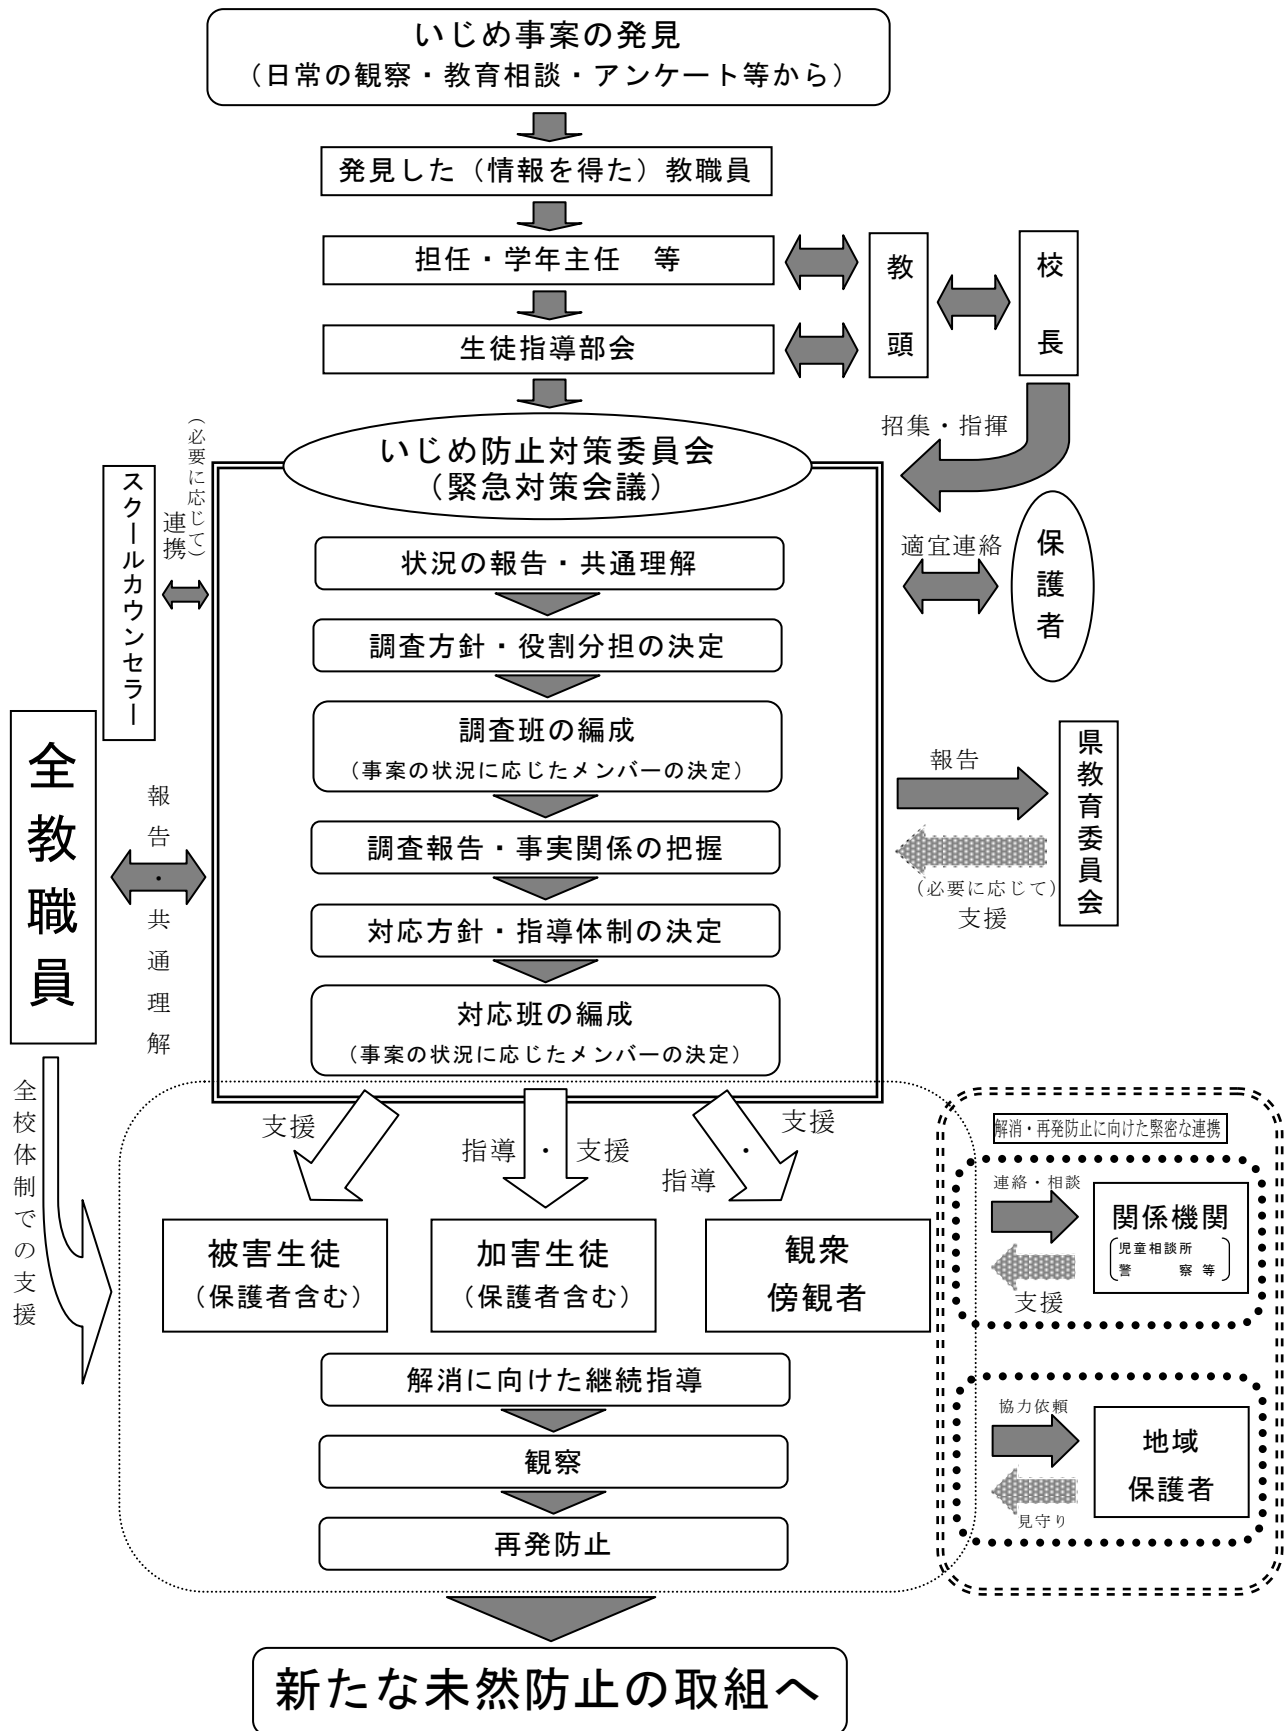 いじめ事案の発見
（日常の観察・教育相談・アンケート等から）
発見した（情報を得た）教職員
担任・学年主任　等
教頭
校長
生徒指導部会
招集・指揮
いじめ防止対策委員会
（緊急対策会議）
（必要に応じて）
連携
スクールカウンセラー
状況の報告・共通理解
適宜連絡
保護者
調査方針・役割分担の決定
調査班の編成
（事案の状況に応じたメンバーの決定）
全教職員
報告・共通理解
報告
県教育委員会
（必要に応じて）
支援
調査報告・事実関係の把握
対応方針・指導体制の決定
対応班の編成
（事案の状況に応じたメンバーの決定）
全校体制での支援
支援
指導・支援
指導・支援
被害生徒
（保護者含む）
加害生徒
（保護者含む）
観衆
傍観者
解消・再発防止に向けた緊密な連携
連絡・相談
関係機関
児童相談所
警　察等
支援
協力依頼
地域
保護者
見守り
解消に向けた継続指導
観察
再発防止
新たな未然防止の取組へ